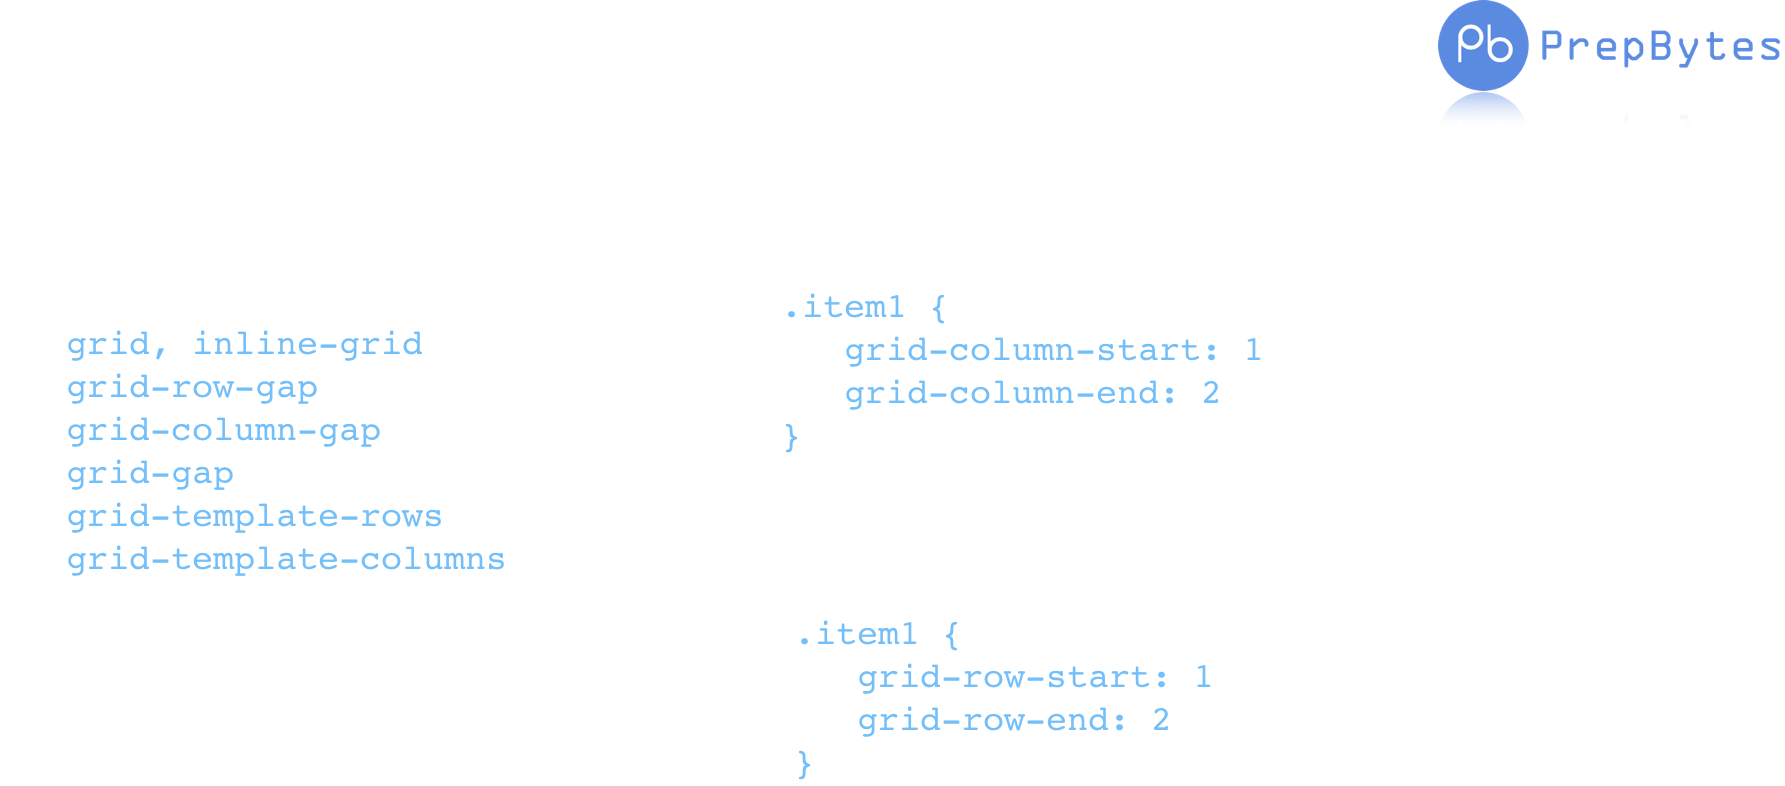 Pb PrepBytes
grid, inline-grid
grid-row-gap
grid-column-gap
grid-gap
grid-template-rows
grid-template-columns
.item1 {
grid-column-start: 1
grid-column-end: 2
}
.item1 {
grid-row-start: 1
grid-row-end: 2
}